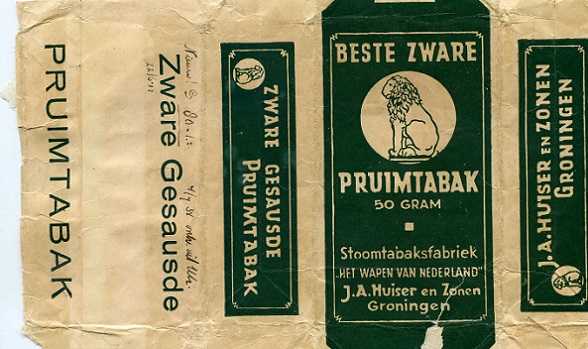 PRUIMTABAK
Zware Gesausde
ZWARE GESAUSDE
PRUIMTABAK
BESTE ZWARE
PRUIMTABAK
50 GRAM
Stoomtabaksfabriek
„HET WAPEN VAN NEDERLAND"
J.A. Huiser en Zonen
Groningen
J.A. HUISER EN ZONEN
GRONINGEN